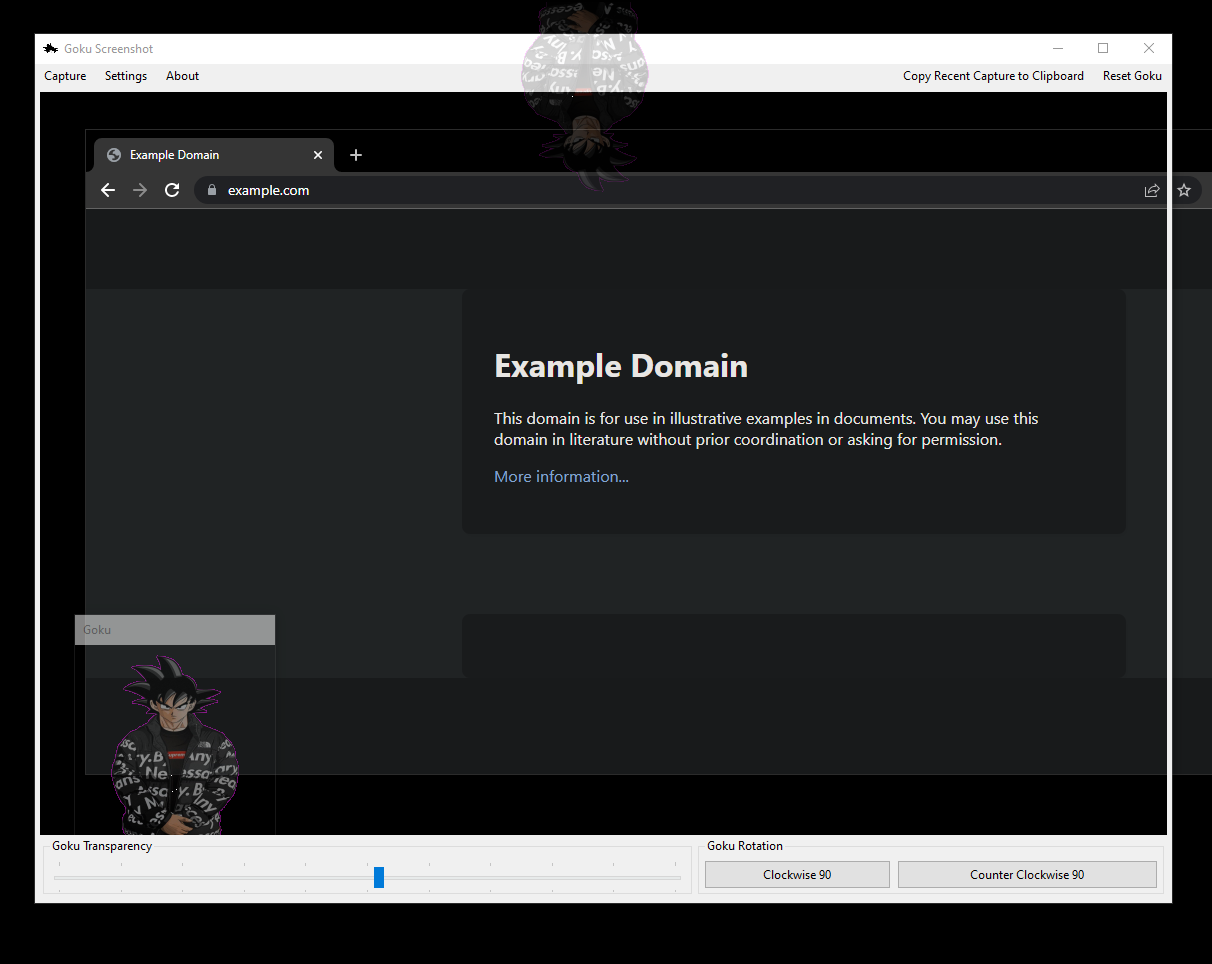 Goku Screenshot
Capture Settings About Copy Recent Capture to Clipboard Reset Goku
Example Domain
example.com
Example Domain
This domain is for use in illustrative examples in documents. You may use this
domain in literature without prior coordination or asking for permission.
More information...
Goku
Goku Transparency
Goku Rotation
Clockwise 90
Counter Clockwise 90